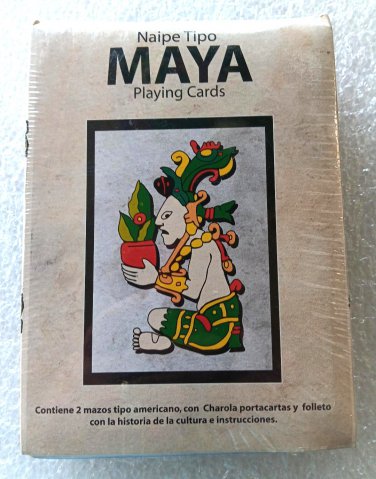 Naipe Tipo
MAYA
Playing Cards
Contiene 2 mazos tipo americano, con Charola portacartas y folleto
con la historia de la cultura e instrucciones.